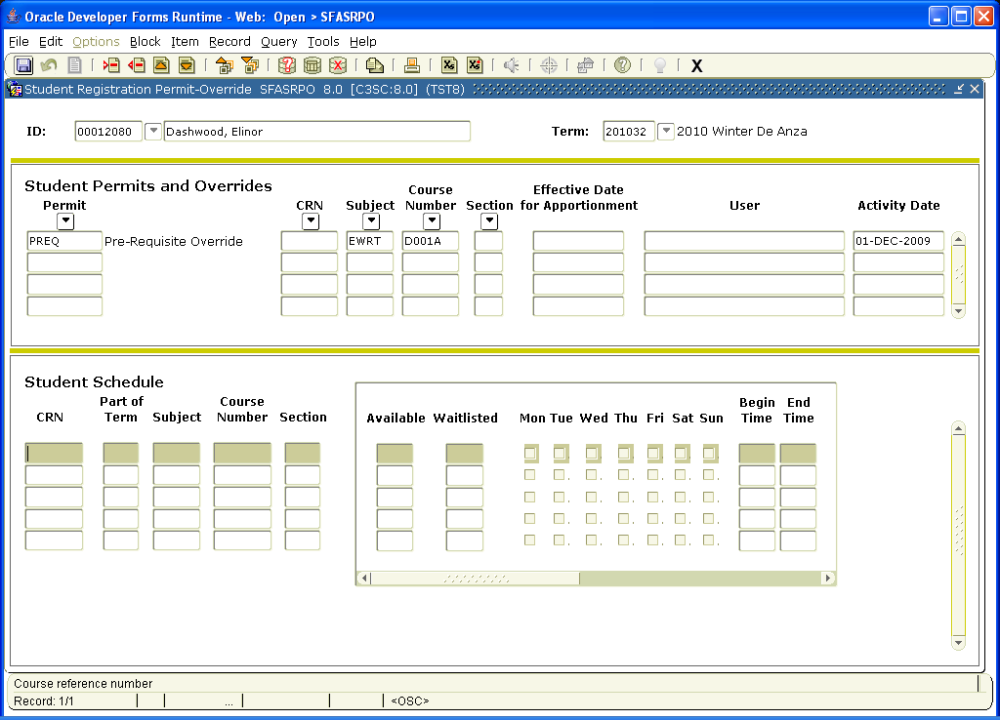 Oracle Developer Forms Runtime - Web: Open > SFASRPO
File Edit Options Block Item Record Query Tools Help
X
Student Registration Permit-Override SFASRPO 8.0 [C3SC:8.0] (TST8)
ID: 00012080 Dashwood, Elinor Term: 201032 2010 Winter De Anza
Student Permits and Overrides
Course Effective Date
Permit CRN Subject Number Section for Apportionment User Activity Date
PREQ Pre-Requisite Override EWRT D001A 01-DEC-2009
Student Schedule
Part of Course Begin End
CRN Term Subject Number Section Available Waitlisted Mon Tue Wed Thu Fri Sat Sun Time Time
Course reference number
Record: 1/1 ... <OSC>